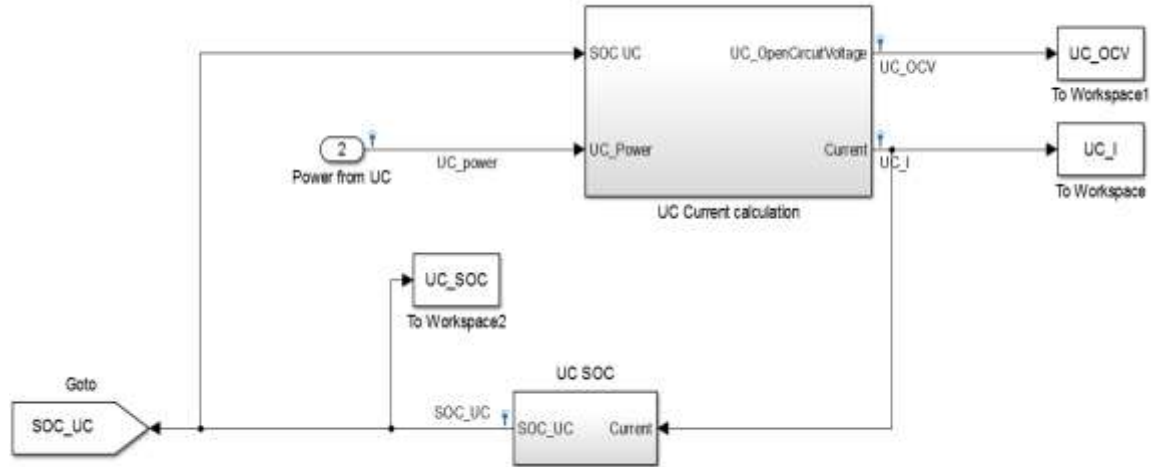 SOC UC
UC_OpenCircuitVoltage
UC_OCV
UC_OCV
To Workspace1
2
UC_power
Power from UC
UC_Power
Current
UC_I
UC_I
To Workspace
UC Current calculation
UC_SOC
To Workspace2
UC SOC
Goto
SOC_UC
SOC_UC
SOC_UC
Current